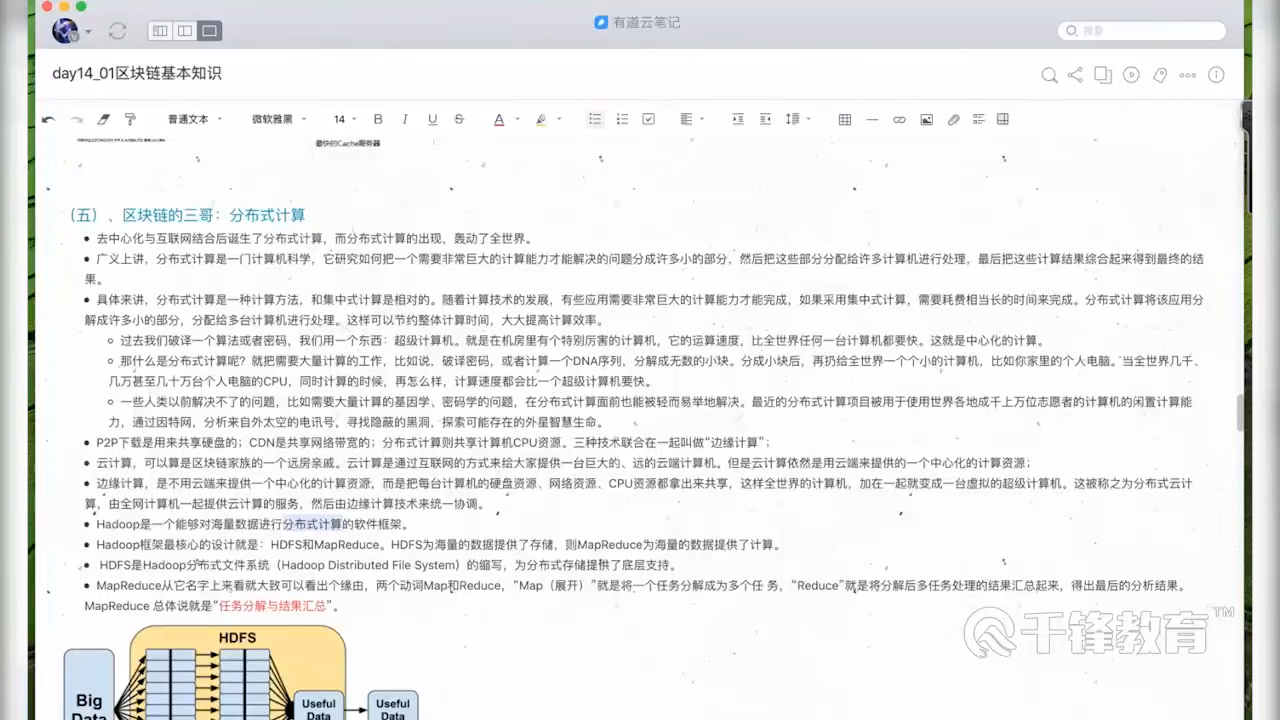 有道云笔记
搜索
day14_01区块链基本知识
普通文本
微软雅黑
14
最快的Cache服务器
（五）、区块链的三哥：分布式计算
去中心化与互联网结合后诞生了分布式计算，而分布式计算的出现，轰动了全世界。
广义上讲，分布式计算是一门计算机科学，它研究如何把一个需要非常巨大的计算能力才能解决的问题分成许多小的部分，然后把这些部分分配给许多计算机进行处理，最后把这些计算结果综合起来得到最终的结
果。
具体来讲，分布式计算是一种计算方法，和集中式计算是相对的。随着计算技术的发展，有些应用需要非常巨大的计算能力才能完成，如果采用集中式计算，需要耗费相当长的时间来完成。分布式计算将该应用分
解成许多小的部分，分配给多台计算机进行处理。这样可以节约整体计算时间，大大提高计算效率。
过去我们破译一个算法或者密码，我们用一个东西：超级计算机。就是在机房里有个特别厉害的计算机，它的运算速度，比全世界任何一台计算机都要快。这就是中心化的计算。
那什么是分布式计算呢？就把需要大量计算的工作，比如说，破译密码，或者计算一个DNA序列，分解成无数的小块。分成小块后，再扔给全世界一个个小的计算机，比如你家里的个人电脑。当全世界几千、
几万甚至几十万台个人电脑的CPU，同时计算的时候，再怎么样，计算速度都会比一个超级计算机要快。
一些人类以前解决不了的问题，比如需要大量计算的基因学、密码学的问题，在分布式计算面前也能被轻而易举地解决。最近的分布式计算项目被用于使用世界各地成千上万位志愿者的计算机的闲置计算能
力，通过因特网，分析来自外太空的电讯号，寻找隐蔽的黑洞，探索可能存在的外星智慧生命。
P2P下载是用来共享硬盘的；CDN是共享网络带宽的；分布式计算则共享计算机CPU资源。三种技术联合在一起叫做“边缘计算”；
云计算，可以算是区块链家族的一个远房亲戚。云计算是通过互联网的方式来给大家提供一台巨大的、远的云端计算机。但是云计算依然是用云端来提供的一个中心化的计算资源；
边缘计算，是不用云端来提供一个中心化的计算资源，而是把每台计算机的硬盘资源、网络资源、CPU资源都拿出来共享，这样全世界的计算机，加在一起就变成一台虚拟的超级计算机。这被称之为分布式云计
算，由全网计算机一起提供云计算的服务，然后由边缘计算技术来统一协调。
Hadoop是一个能够对海量数据进行分布式计算的软件框架。
Hadoop框架最核心的设计就是：HDFS和MapReduce。HDFS为海量的数据提供了存储，则MapReduce为海量的数据提供了计算。
HDFS是Hadoop分布式文件系统（Hadoop Distributed File System）的缩写，为分布式存储提供了底层支持。
MapReduce从它名字上来看就大致可以看出个缘由，两个动词Map和Reduce，“Map（展开）”就是将一个任务分解成为多个任 务，“Reduce”就是将分解后多任务处理的结果汇总起来，得出最后的分析结果。
MapReduce 总体说就是“任务分解与结果汇总”。
千锋教育™
HDFS
Big
Data
Useful
Data
Useful
Data